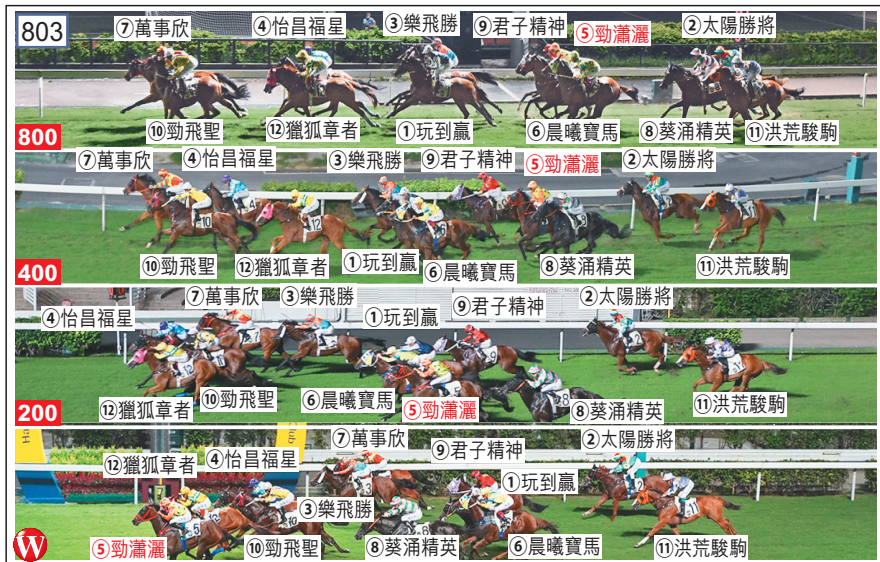 803
⑦萬事欣 ④怡昌福星 ③樂飛勝 ⑨君子精神 ⑤勁瀟灑 ②太陽勝將
⑩勁飛聖 ⑫獵狐章者 ①玩到贏 ⑥晨曦寶馬 ⑧葵涌精英 ⑪洪荒駿駒
800
⑦萬事欣 ④怡昌福星 ③樂飛勝 ⑨君子精神 ⑤勁瀟灑 ②太陽勝將
⑩勁飛聖 ⑫獵狐章者 ①玩到贏 ⑥晨曦寶馬 ⑧葵涌精英 ⑪洪荒駿駒
400
④怡昌福星 ⑦萬事欣 ③樂飛勝 ①玩到贏 ⑨君子精神 ②太陽勝將
⑫獵狐章者 ⑩勁飛聖 ⑥晨曦寶馬 ⑤勁瀟灑 ⑧葵涌精英 ⑪洪荒駿駒
200
⑫獵狐章者 ④怡昌福星 ⑦萬事欣 ⑨君子精神 ②太陽勝將
③樂飛勝 ①玩到贏
⑤勁瀟灑 ⑩勁飛聖 ⑧葵涌精英 ⑥晨曦寶馬 ⑪洪荒駿駒
W